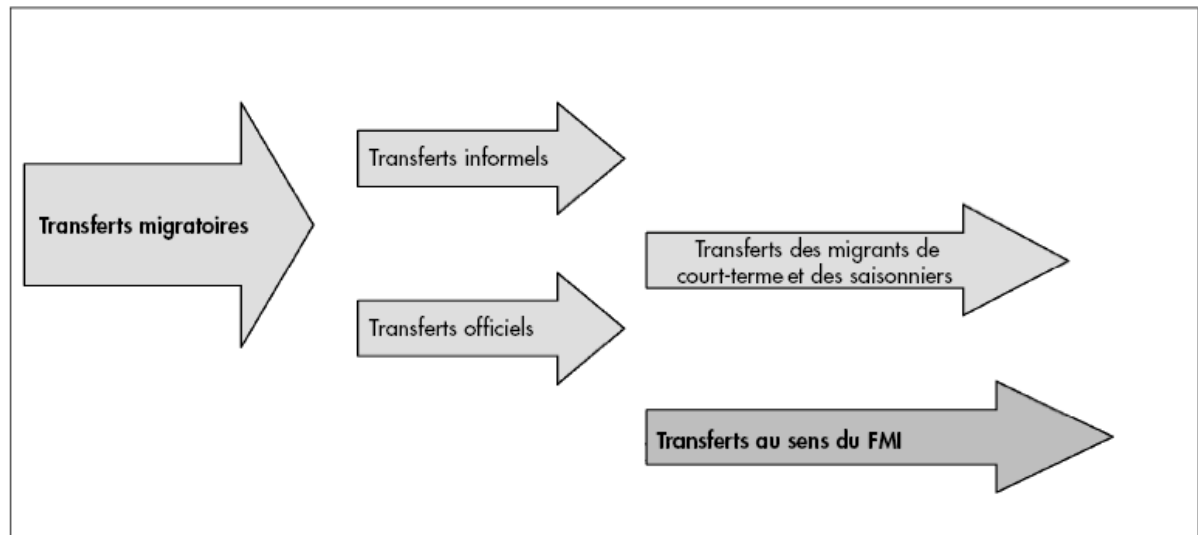 Transferts migratoires
Transferts informels
Transferts officiels
Transferts des migrants de
court-terme et des saisonniers
Transferts au sens du FMI